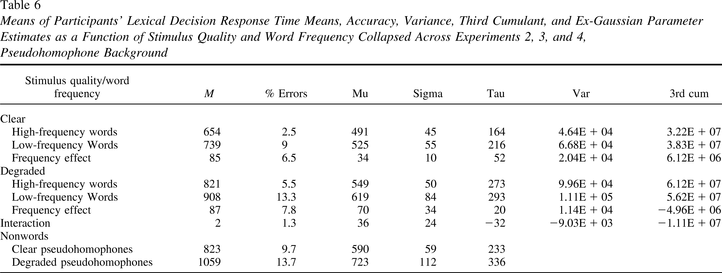 Table 6
Means of Participants' Lexical Decision Response Time Means, Accuracy, Variance, Third Cumulant, and Ex-Gaussian Parameter
Estimates as a Function of Stimulus Quality and Word Frequency Collapsed Across Experiments 2, 3, and 4,
Pseudohomophone Background
Stimulus quality/word
frequency M % Errors Mu Sigma Tau Var 3rd cum
Clear
High-frequency words 654 2.5 491 45 164 4.64E + 04 3.22E + 07
Low-frequency Words 739 9 525 55 216 6.68E + 04 3.83E + 07
Frequency effect 85 6.5 34 10 52 2.04E + 04 6.12E + 06
Degraded
High-frequency words 821 5.5 549 50 273 9.96E + 04 6.12E + 07
Low-frequency Words 908 13.3 619 84 293 1.11E + 05 5.62E + 07
Frequency effect 87 7.8 70 34 20 1.14E + 04 −4.96E + 06
Interaction 2 1.3 36 24 −32 −9.03E + 03 −1.11E + 07
Nonwords
Clear pseudohomophones 823 9.7 590 59 233
Degraded pseudohomophones 1059 13.7 723 112 336